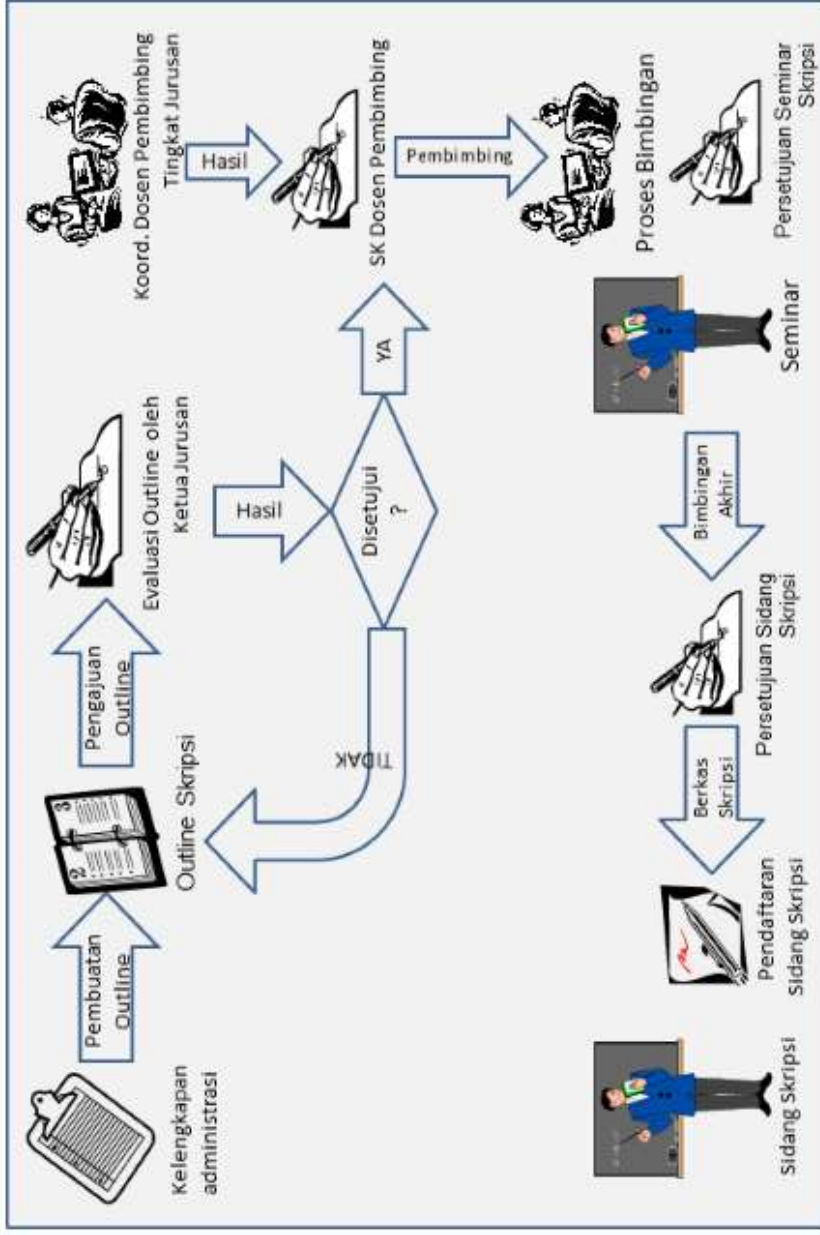 Kelengkapan
administrasi
Pembuatan
Outline
2
3
Outline Skripsi
Pengajuan
Outline
Evaluasi Outline oleh
Ketua Jurusan
Hasil
Disetujui
?
TIDAK
YA
Koord. Dosen Pembimbing
Tingkat Jurusan
Hasil
SK Dosen Pembimbing
Pembimbing
Proses Bimbingan
Persetujuan Seminar
Skripsi
Seminar
Bimbingan
Akhir
Persetujuan Sidang
Skripsi
Berkas
Skripsi
Pendaftaran
Sidang Skripsi
Sidang Skripsi